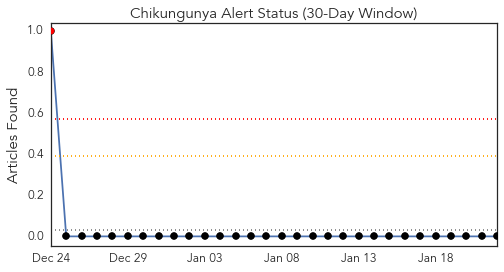 Chikungunya Alert Status (30-Day Window)
Articles Found
1.0
0.8
0.6
0.4
0.2
0.0
Dec 24 Dec 29 Jan 03 Jan 08 Jan 13 Jan 18